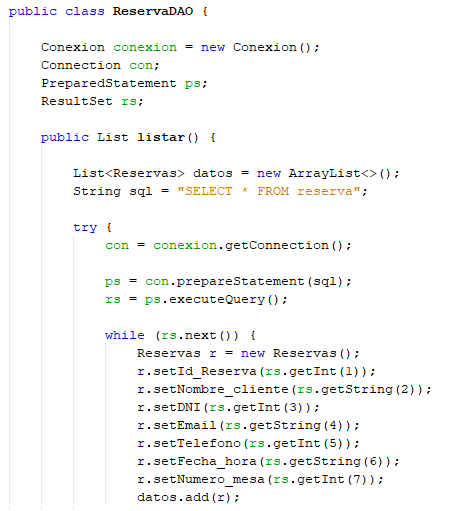 public class ReservaDAO {
Conexion conexion = new Conexion();
Connection con;
PreparedStatement ps;
ResultSet rs;
public List listar() {
List<Reservas> datos = new ArrayList<>();
String sql = "SELECT * FROM reserva";
try {
con = conexion.getConnection();
ps = con.prepareStatement(sql);
rs = ps.executeQuery();
while (rs.next()) {
Reservas r = new Reservas();
r.setId_Reserva(rs.getInt(1));
r.setNombre_cliente(rs.getString(2));
r.setDNI(rs.getInt(3));
r.setEmail(rs.getString(4));
r.setTelefono(rs.getInt(5));
r.setFecha_hora(rs.getString(6));
r.setNumero_mesa(rs.getInt(7));
datos.add(r);